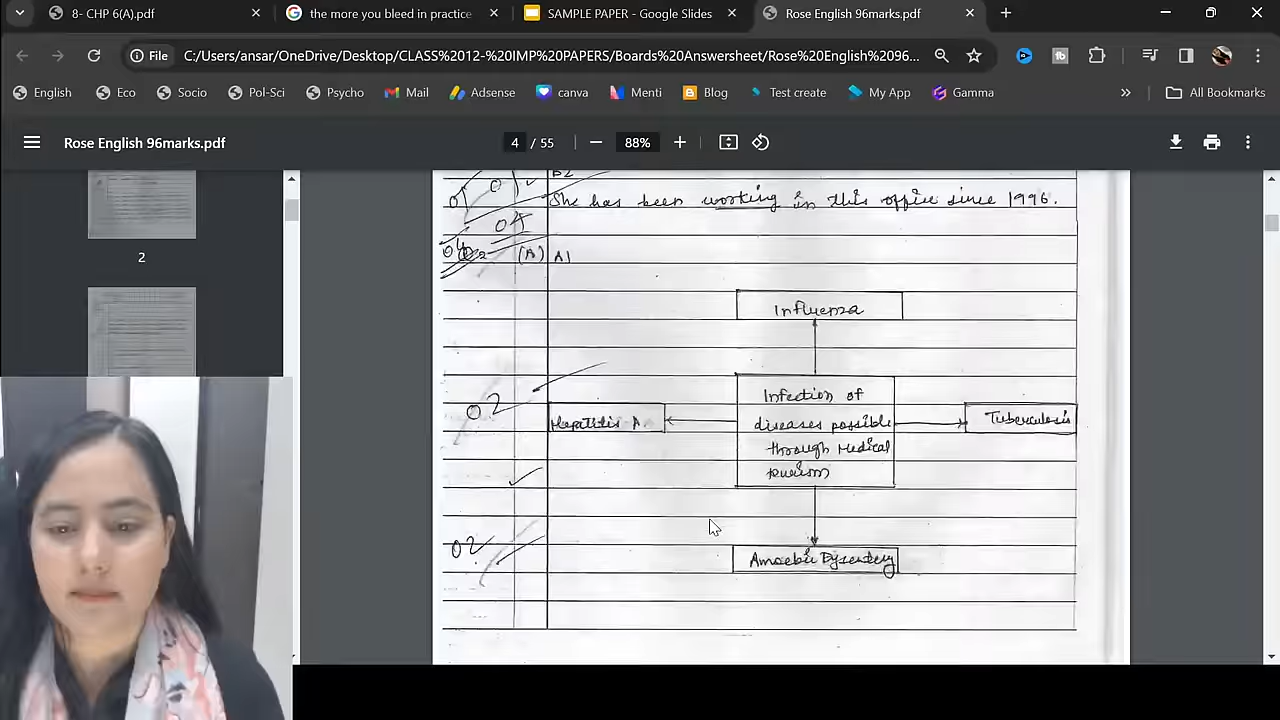 8- CHP 6(A).pdf
the more you bleed in practice
SAMPLE PAPER - Google Slides
Rose English 96marks.pdf
File C:/Users/ansar/OneDrive/Desktop/CLASS%2012-%20IMP%20PAPERS/Boards%20Answersheet/Rose%20English%2096...
English Eco Socio Pol-Sci Psycho Mail Adsense canva Menti Blog Test create My App Gamma » All Bookmarks
Rose English 96marks.pdf
4 / 55
88%
2
01 01 B2
She has been working in this office since 1996.
04
(A) A1
Influenza
02
Infection of
diseases possible
through Medical
tourism
Hepatitis A.
Tuberculosis
02
Amoebic Dysentery